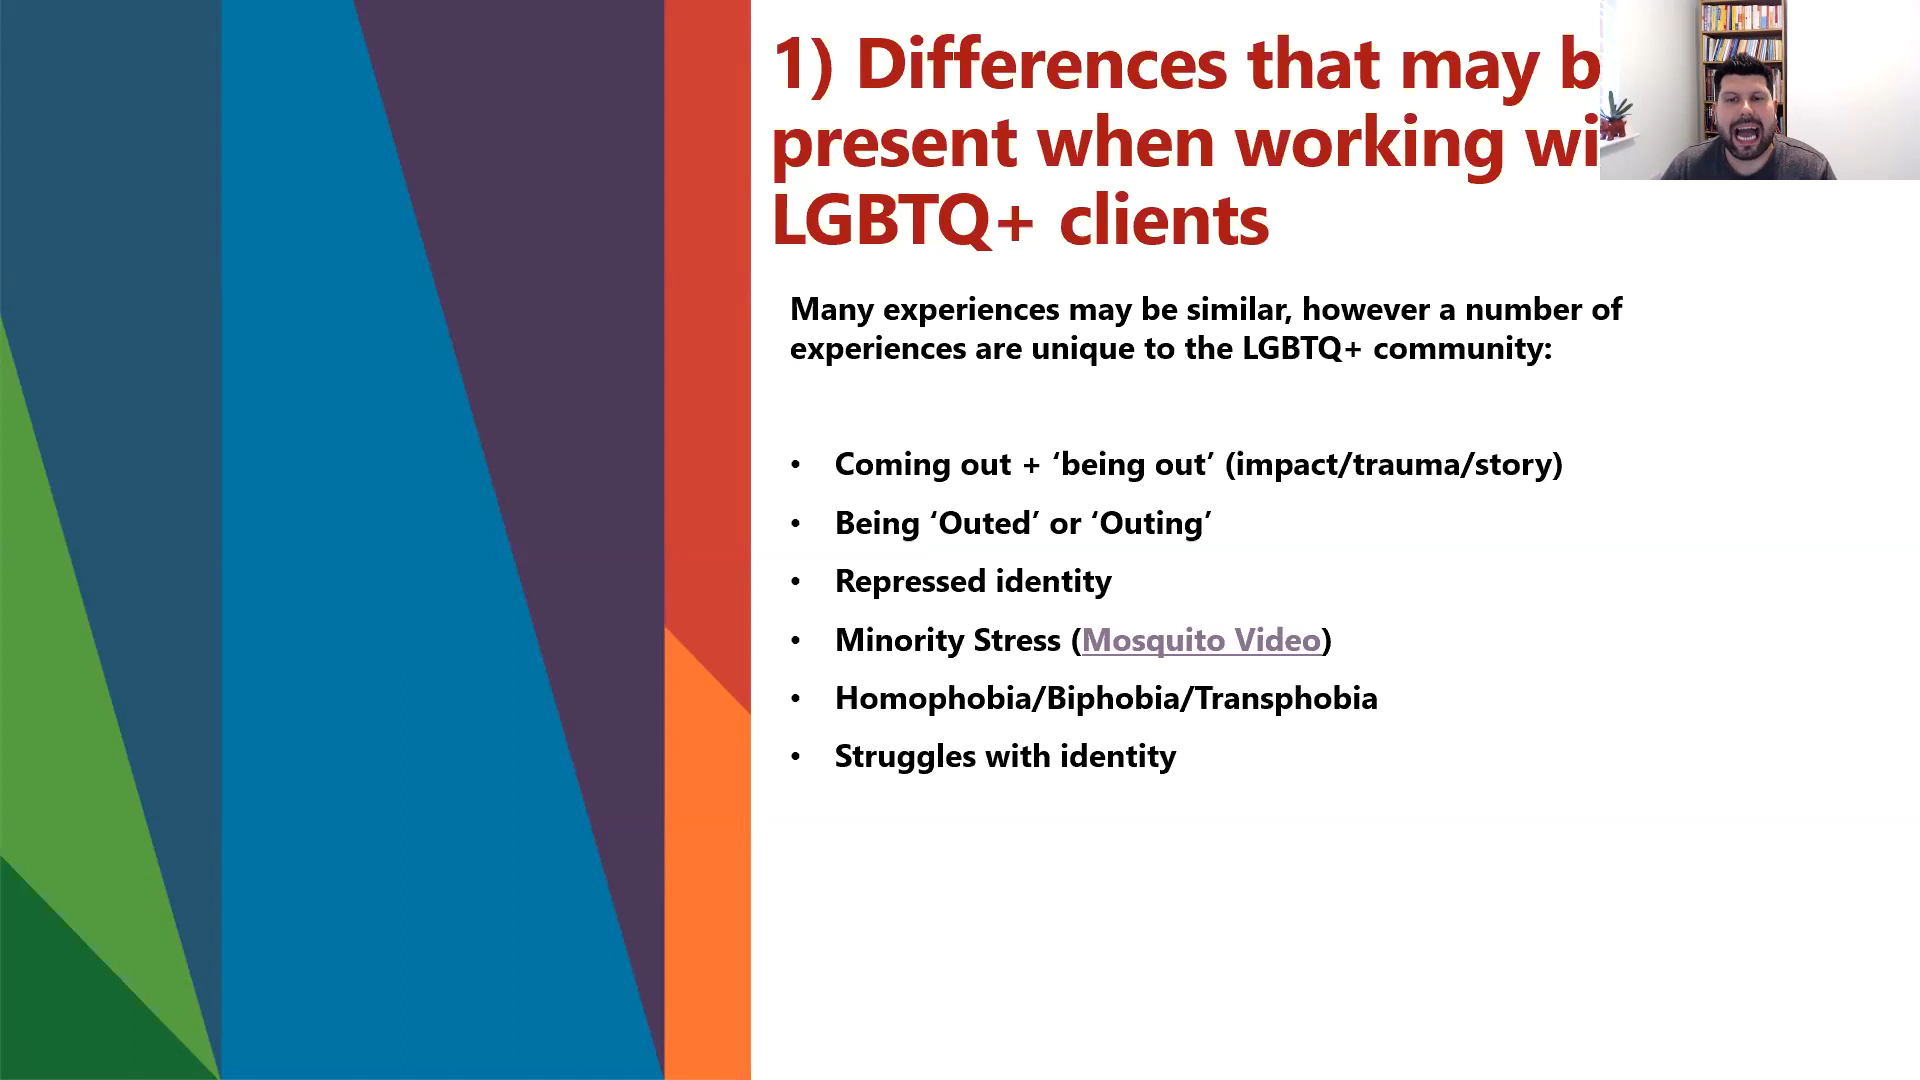 1) Differences that may b
present when working wi
LGBTQ+ clients
Many experiences may be similar, however a number of
experiences are unique to the LGBTQ+ community:
• Coming out + ‘being out’ (impact/trauma/story)
• Being ‘Outed’ or ‘Outing’
• Repressed identity
• Minority Stress (Mosquito Video)
• Homophobia/Biphobia/Transphobia
• Struggles with identity